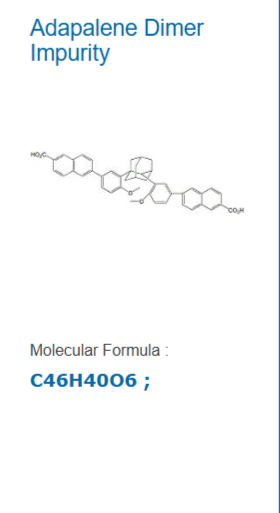 Adapalene Dimer
Impurity
HO₂C
O
O
CO₂H
Molecular Formula :
C46H40O6 ;